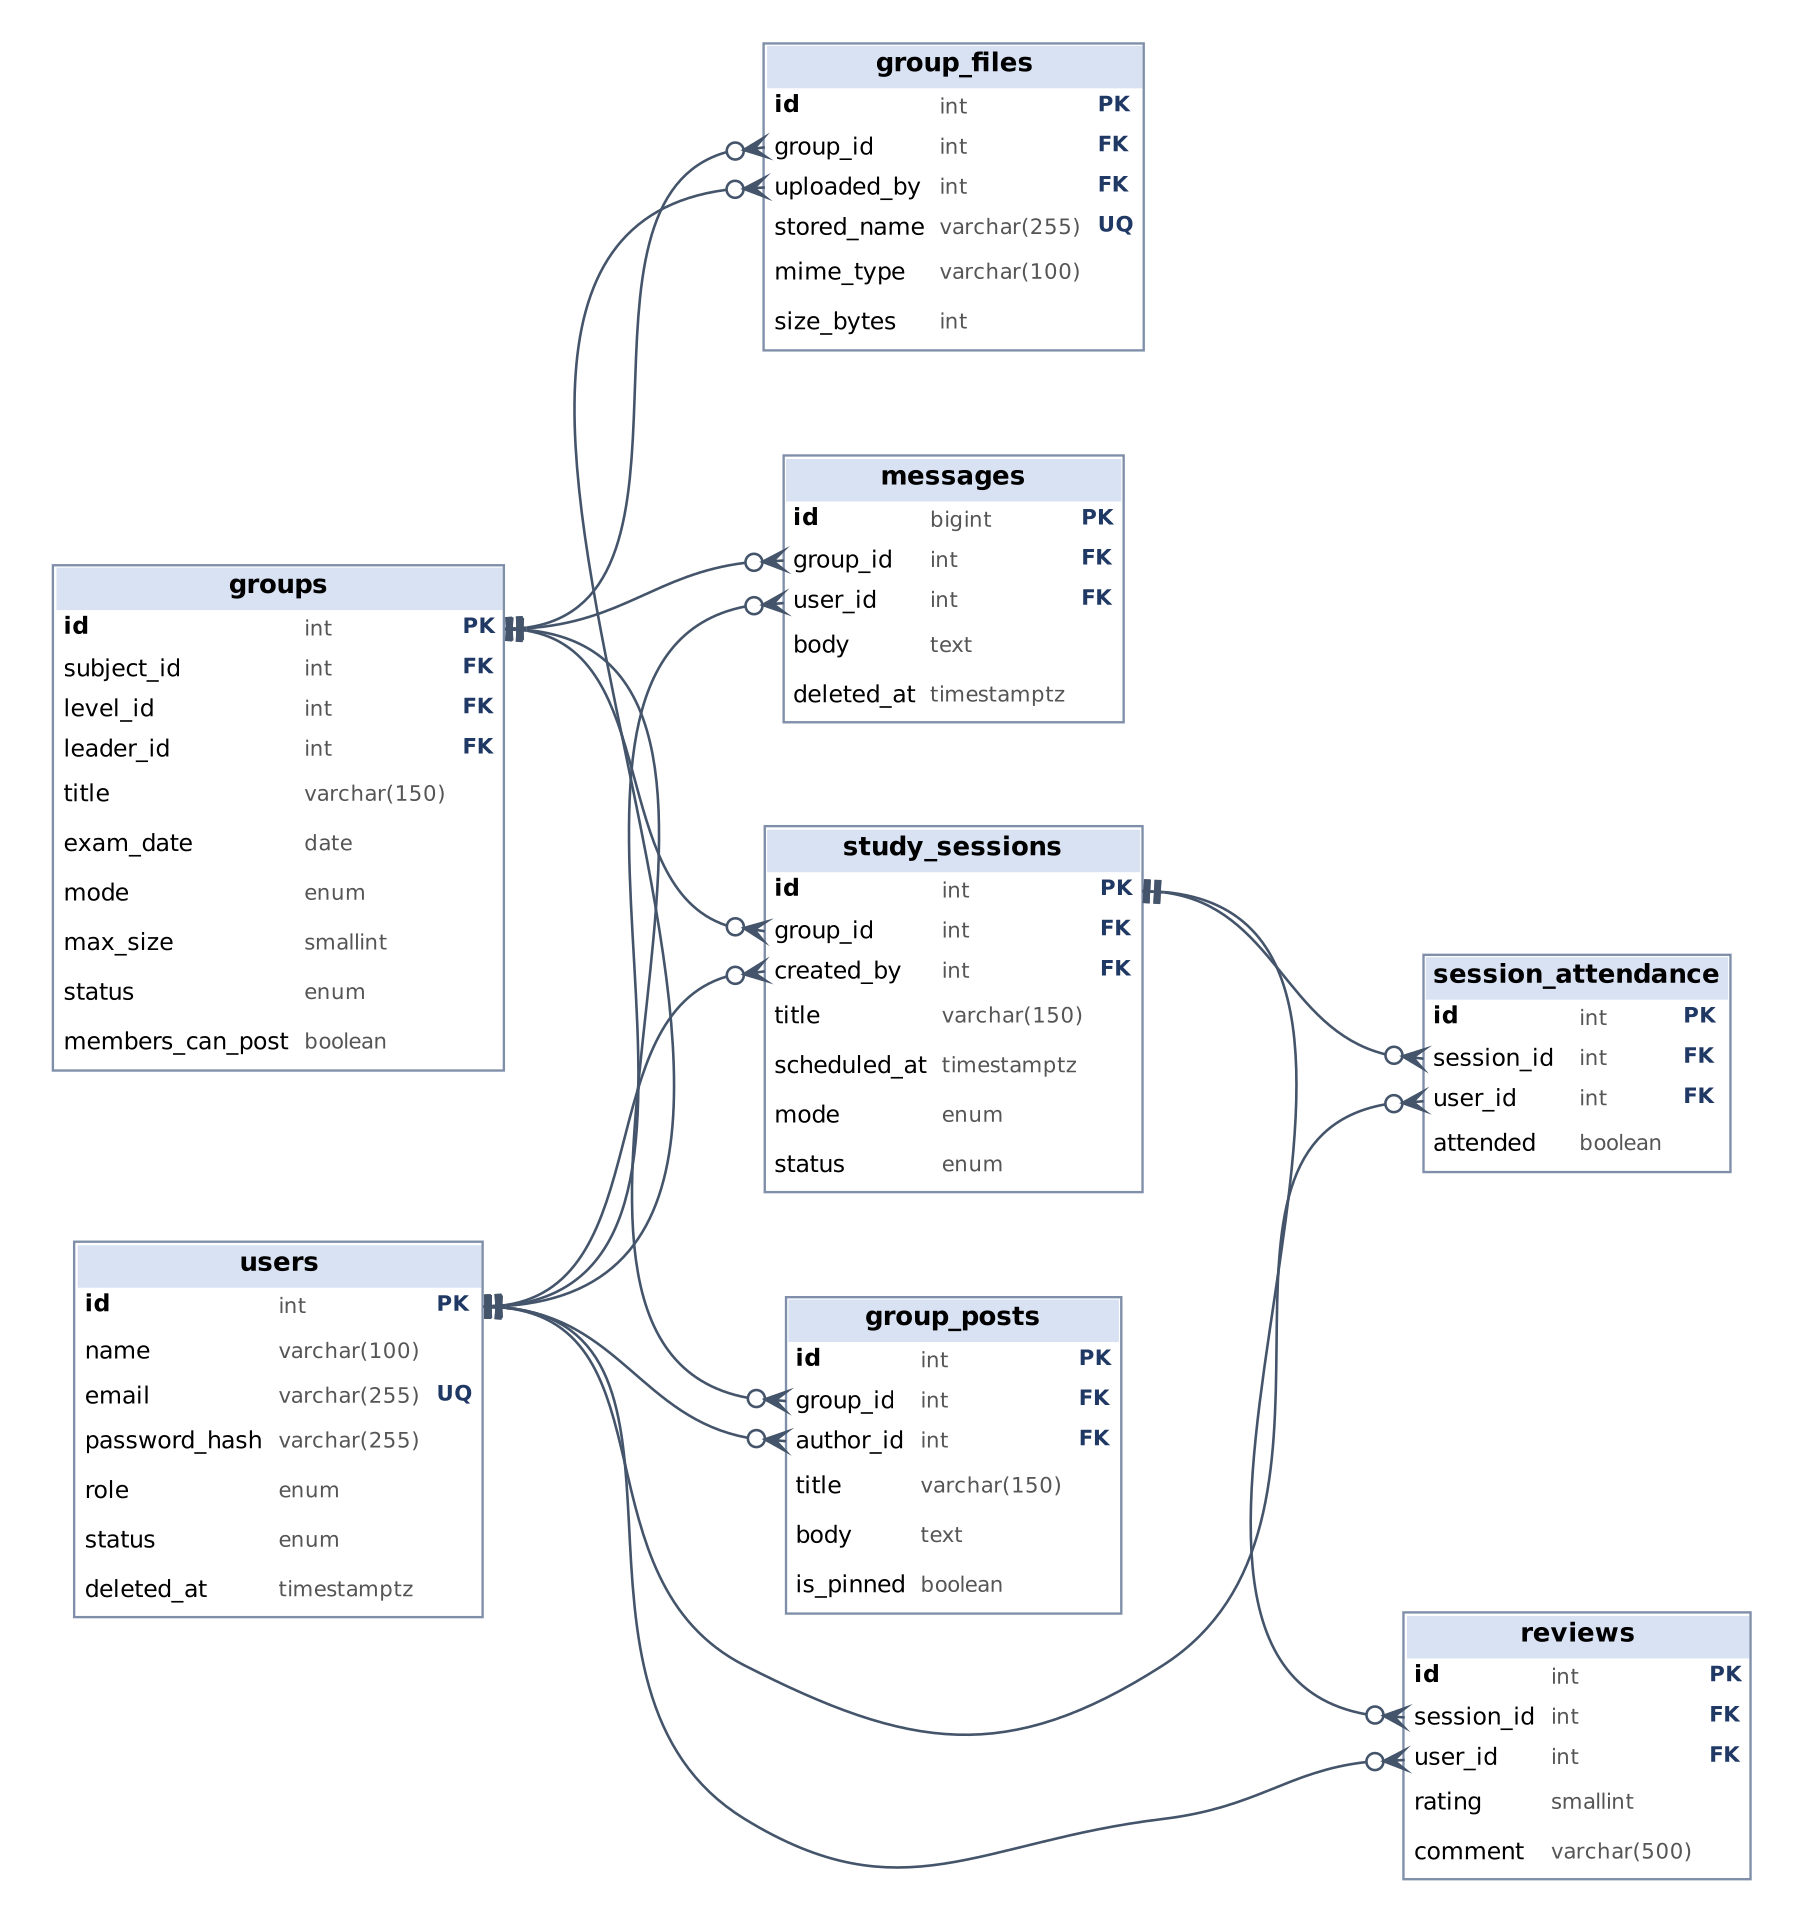 group_files
id int PK
group_id int FK
uploaded_by int FK
stored_name varchar(255) UQ
mime_type varchar(100)
size_bytes int
messages
id bigint PK
group_id int FK
user_id int FK
body text
deleted_at timestamptz
groups
id int PK
subject_id int FK
level_id int FK
leader_id int FK
title varchar(150)
exam_date date
mode enum
max_size smallint
status enum
members_can_post boolean
study_sessions
id int PK
group_id int FK
created_by int FK
title varchar(150)
scheduled_at timestamptz
mode enum
status enum
session_attendance
id int PK
session_id int FK
user_id int FK
attended boolean
users
id int PK
name varchar(100)
email varchar(255) UQ
password_hash varchar(255)
role enum
status enum
deleted_at timestamptz
group_posts
id int PK
group_id int FK
author_id int FK
title varchar(150)
body text
is_pinned boolean
reviews
id int PK
session_id int FK
user_id int FK
rating smallint
comment varchar(500)